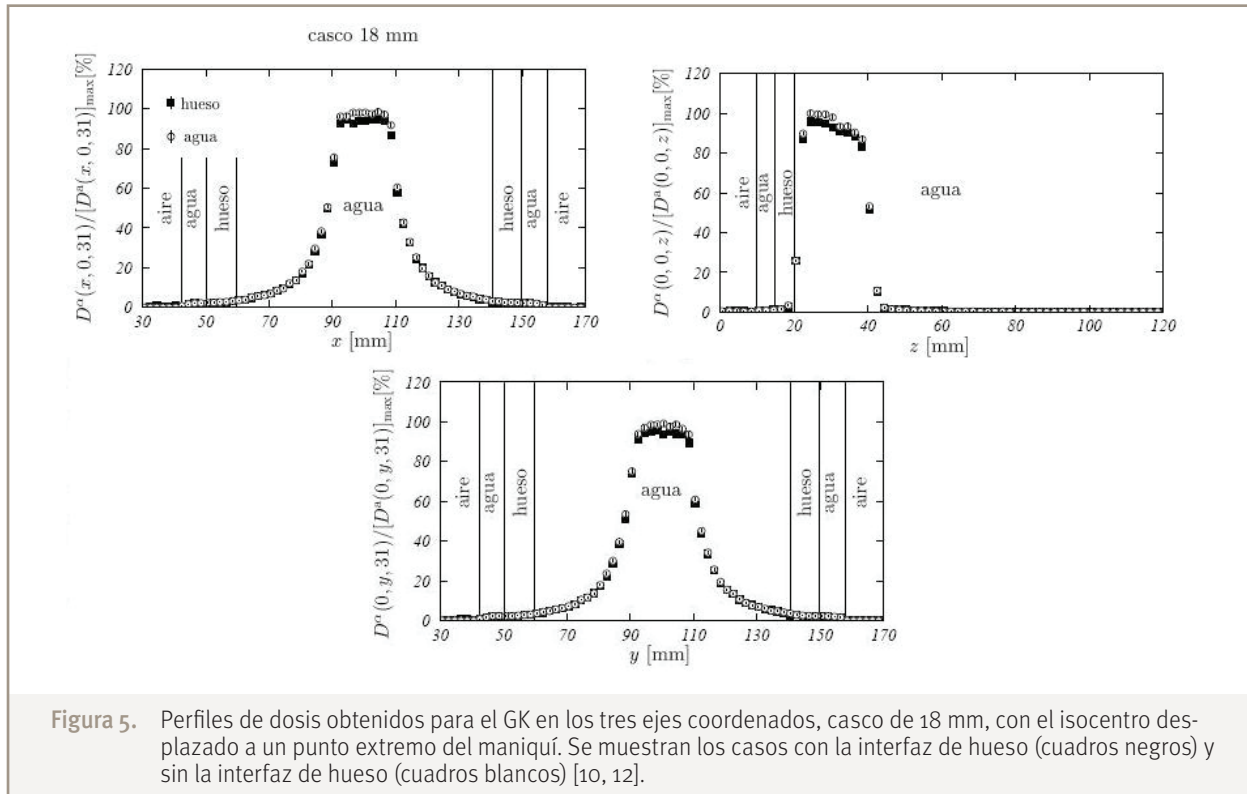 casco 18 mm
D^a(x, 0, 31)/[D^a(x, 0, 31)]_max[%]
120
100
80
60
40
20
0
hueso
agua
aire
agua
hueso
agua
hueso
agua
aire
30
50
70
90
110
130
150
170
x [mm]
D^a(0, 0, z)/[D^a(0, 0, z)]_max[%]
120
100
80
60
40
20
0
aire
agua
hueso
agua
0
20
40
60
80
100
120
z [mm]
D^a(0, y, 31)/[D^a(0, y, 31)]_max[%]
120
100
80
60
40
20
0
aire
agua
hueso
agua
hueso
agua
aire
30
50
70
90
110
130
150
170
y [mm]
Figura 5. Perfiles de dosis obtenidos para el GK en los tres ejes coordenados, casco de 18 mm, con el isocentro des-
plazado a un punto extremo del maniquí. Se muestran los casos con la interfaz de hueso (cuadros negros) y
sin la interfaz de hueso (cuadros blancos) [10, 12].